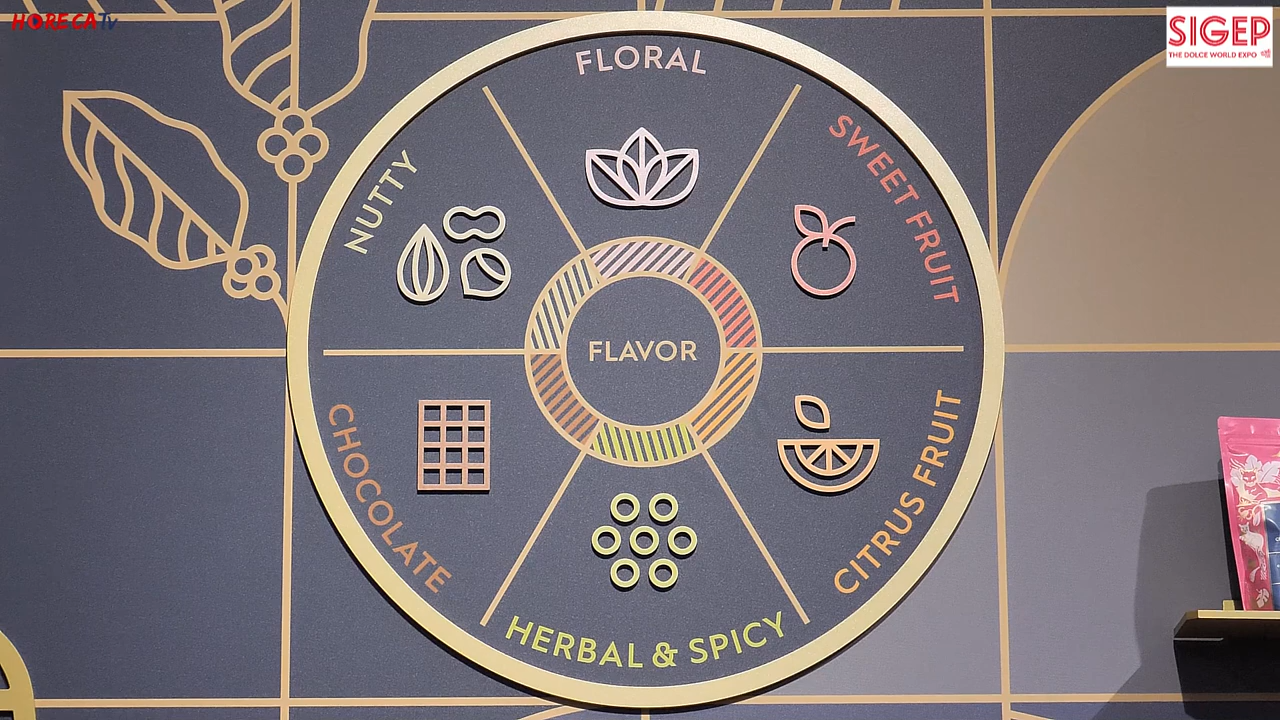 HORECATv
SIGEP
THE DOLCE WORLD EXPO
FLORAL
SWEET FRUIT
NUTTY
FLAVOR
CHOCOLATE
CITRUS FRUIT
HERBAL & SPICY